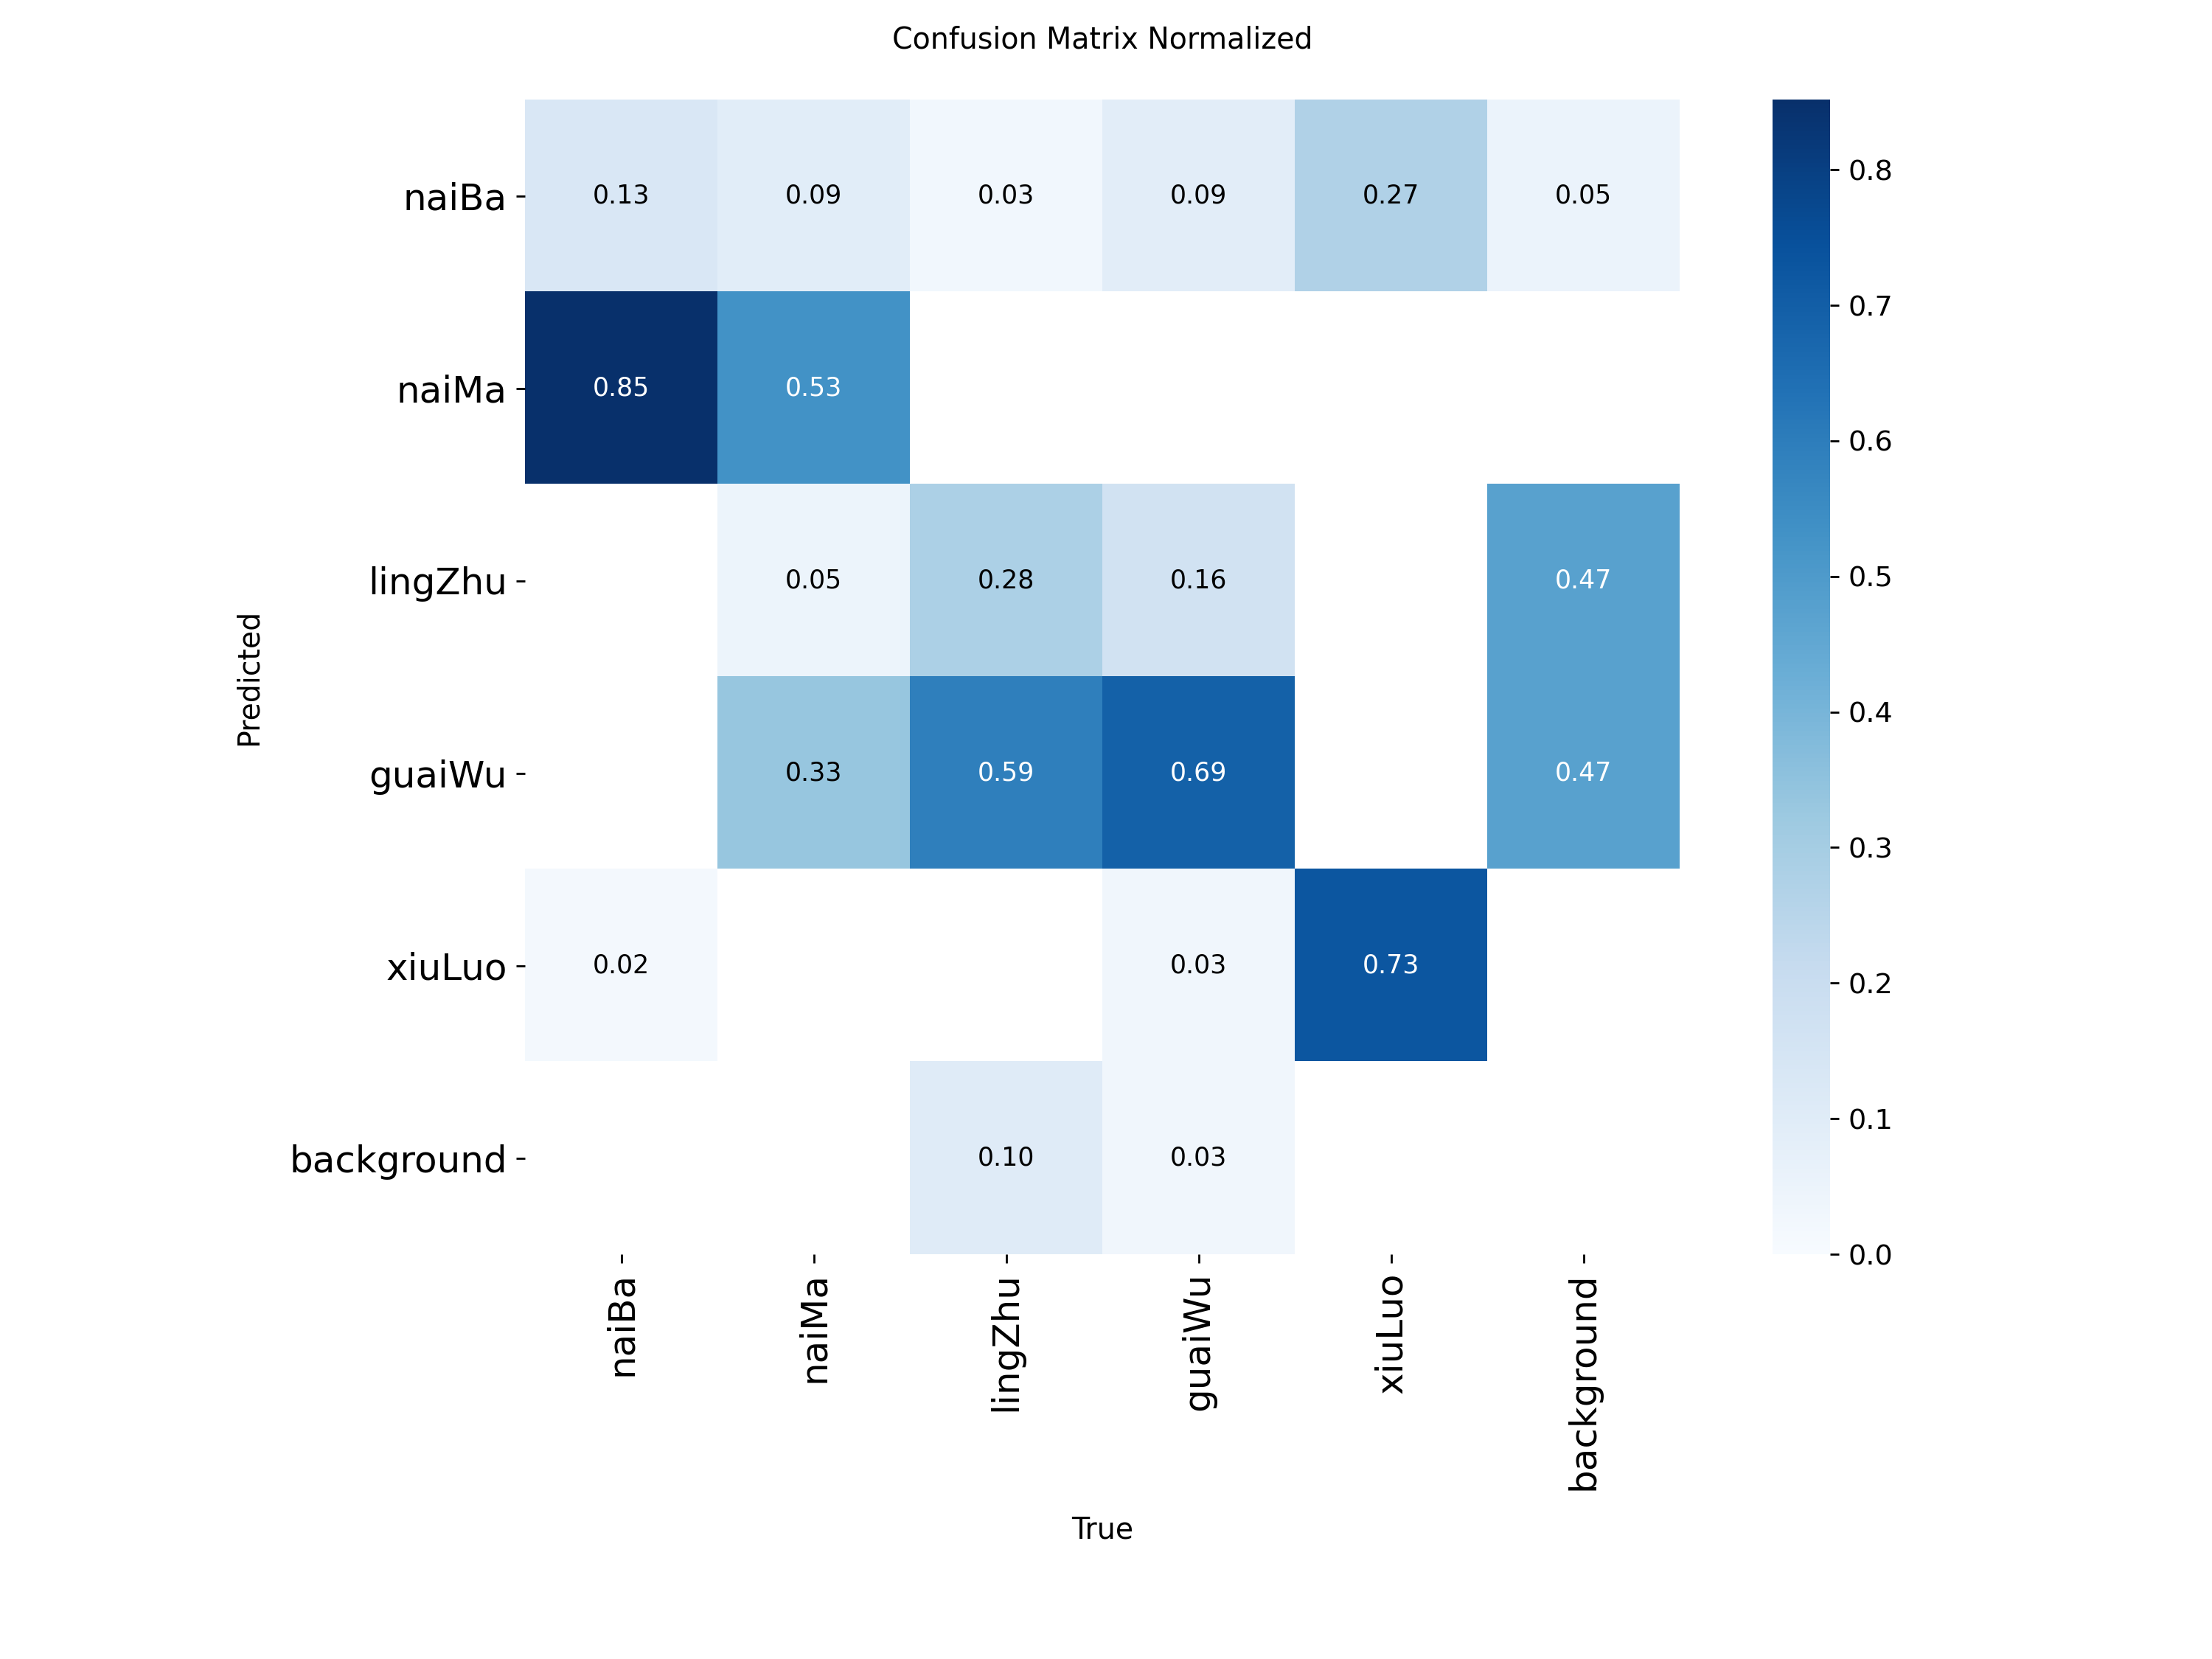 Confusion Matrix Normalized
naiBa 0.13 0.09 0.03 0.09 0.27 0.05
naiMa 0.85 0.53
lingZhu 0.05 0.28 0.16 0.47
guaiWu 0.33 0.59 0.69 0.47
xiuLuo 0.02 0.03 0.73
background 0.10 0.03
Predicted
naiBa naiMa lingZhu guaiWu xiuLuo background
True
0.8
0.7
0.6
0.5
0.4
0.3
0.2
0.1
0.0